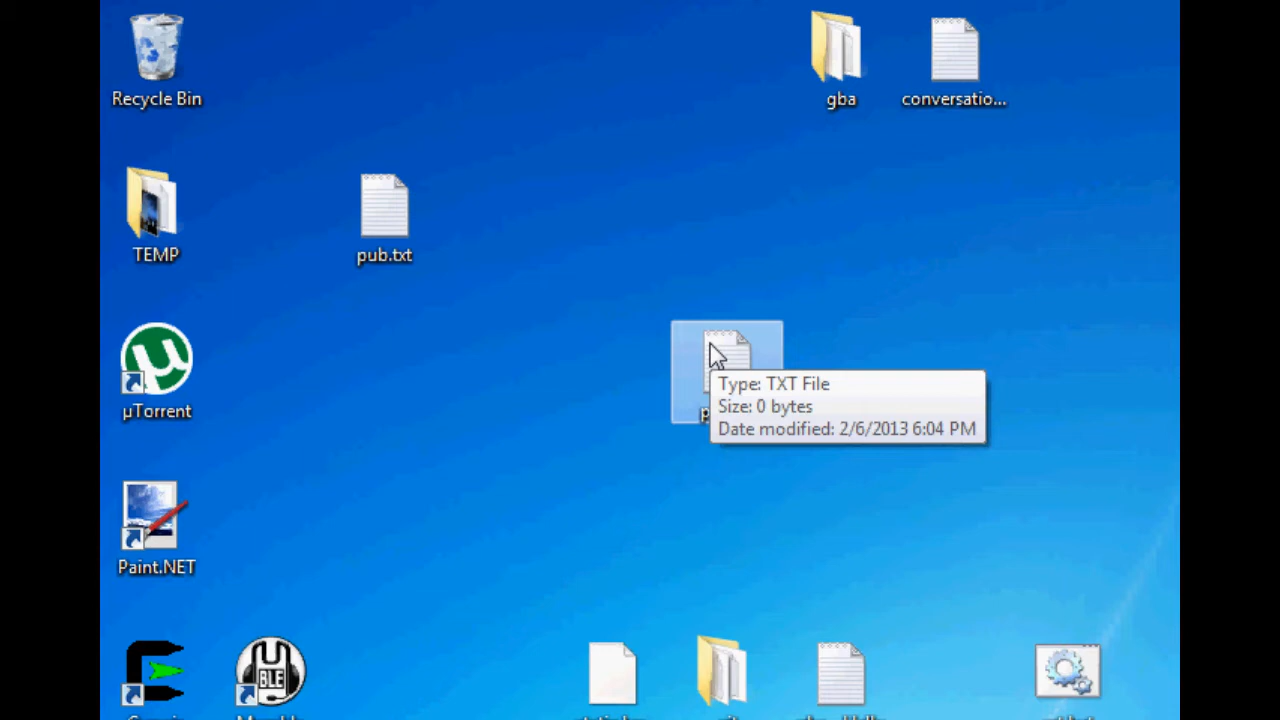 Recycle Bin
gba
conversatio...
TEMP
pub.txt
Type: TXT File
Size: 0 bytes
Date modified: 2/6/2013 6:04 PM
µTorrent
Paint.NET
BLE